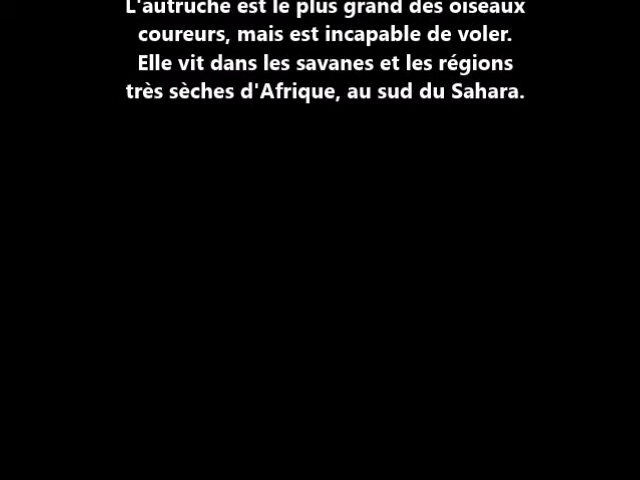 L'autruche est le plus grand des oiseaux
coureurs, mais est incapable de voler.
Elle vit dans les savanes et les régions
très sèches d'Afrique, au sud du Sahara.